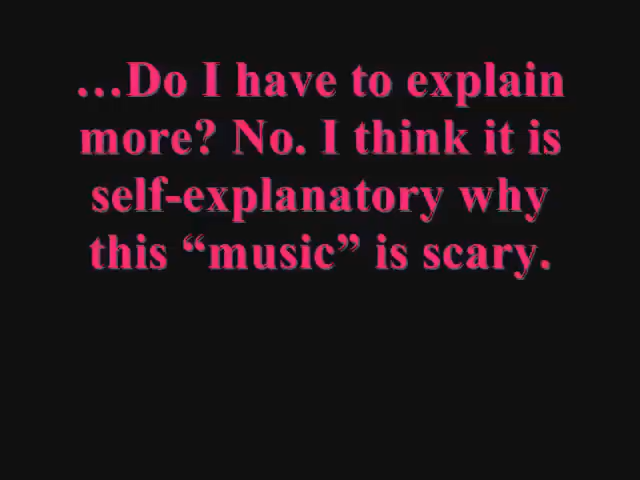 …Do I have to explain
more? No. I think it is
self-explanatory why
this “music” is scary.